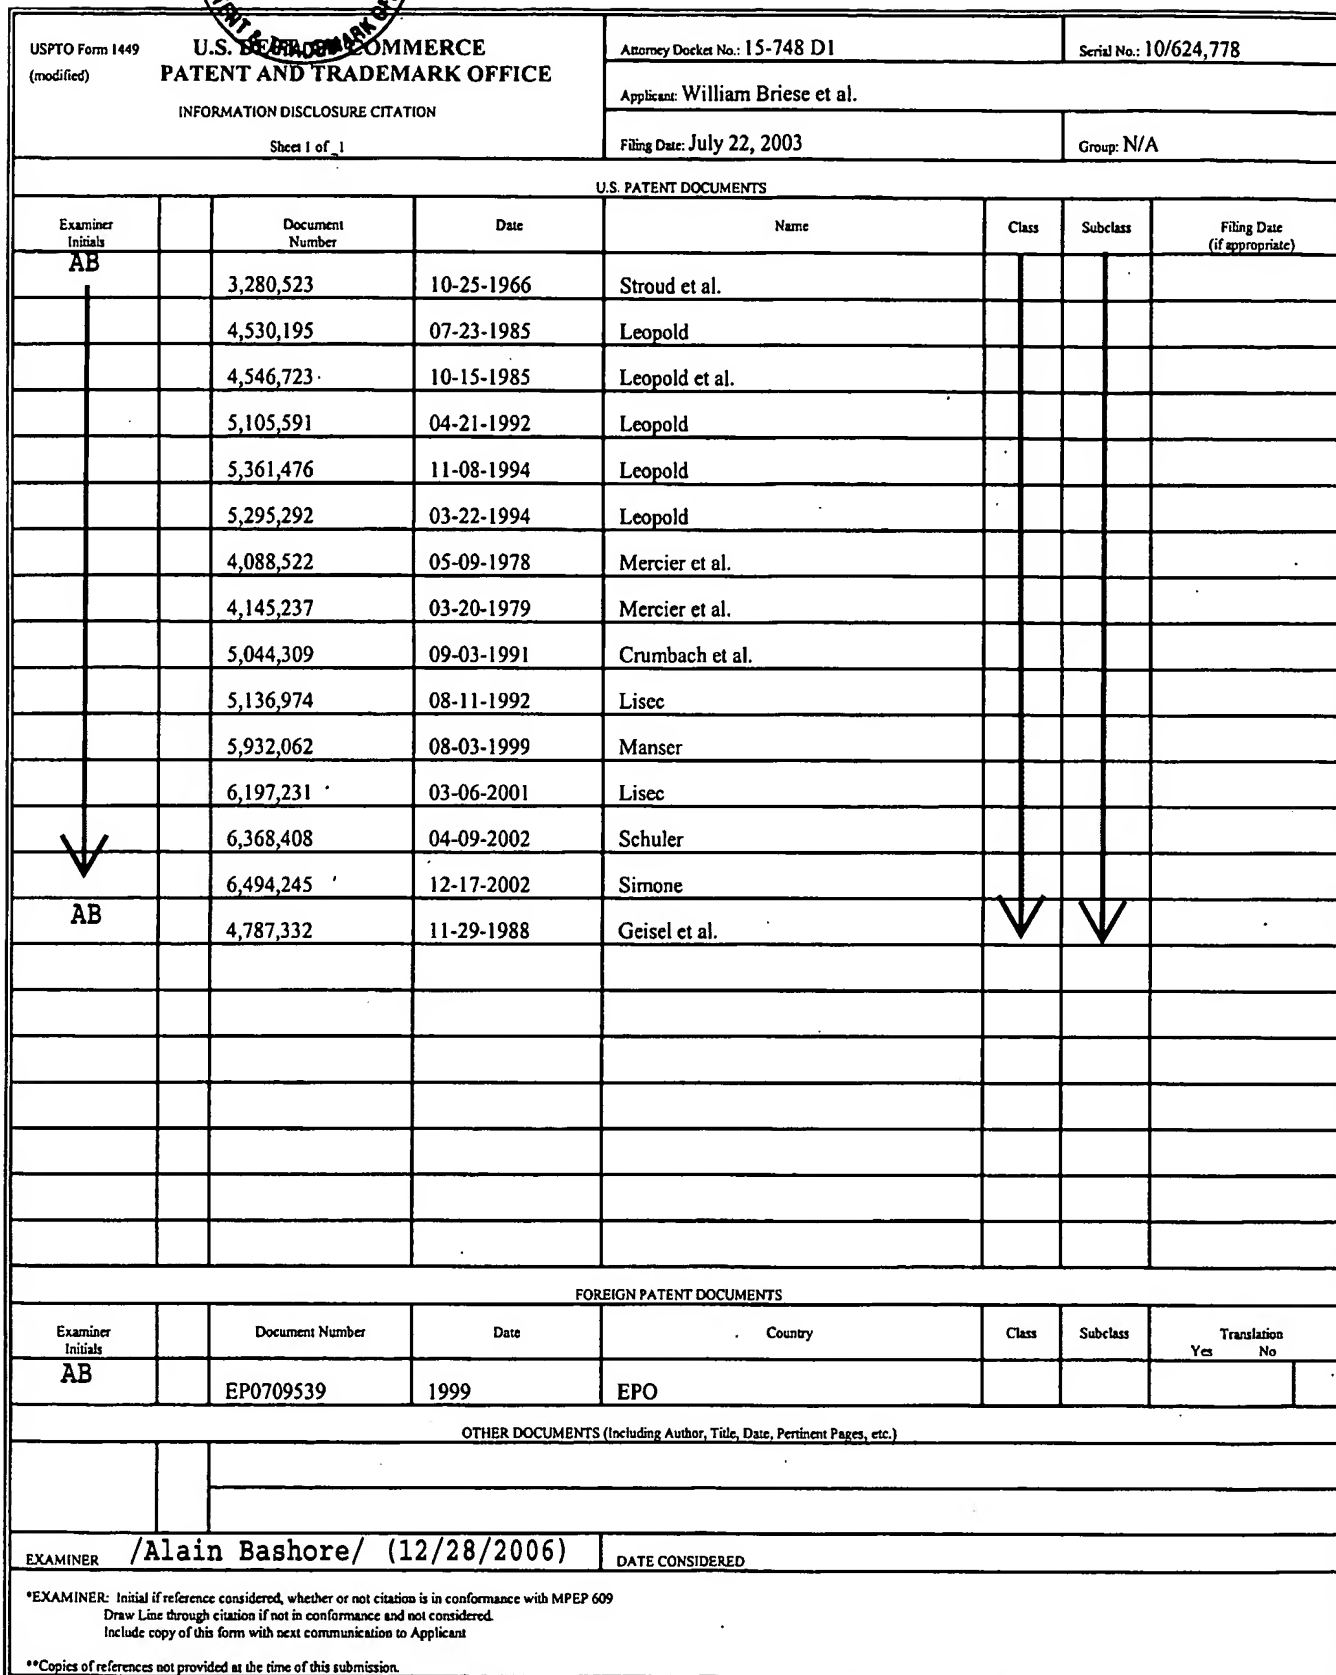 USPTO Form 1449
(modified)
U.S. DEPT. OF COMMERCE
PATENT AND TRADEMARK OFFICE
INFORMATION DISCLOSURE CITATION
Sheet 1 of _1
Attorney Docket No.: 15-748 D1
Serial No.: 10/624,778
Applicant: William Briese et al.
Filing Date: July 22, 2003
Group: N/A
U.S. PATENT DOCUMENTS
Examiner Initials Document Number Date Name Class Subclass Filing Date (if appropriate)
AB
3,280,523 10-25-1966 Stroud et al.
4,530,195 07-23-1985 Leopold
4,546,723 10-15-1985 Leopold et al.
5,105,591 04-21-1992 Leopold
5,361,476 11-08-1994 Leopold
5,295,292 03-22-1994 Leopold
4,088,522 05-09-1978 Mercier et al.
4,145,237 03-20-1979 Mercier et al.
5,044,309 09-03-1991 Crumbach et al.
5,136,974 08-11-1992 Lisec
5,932,062 08-03-1999 Manser
6,197,231 03-06-2001 Lisec
6,368,408 04-09-2002 Schuler
6,494,245 12-17-2002 Simone
AB 4,787,332 11-29-1988 Geisel et al.
FOREIGN PATENT DOCUMENTS
Examiner Initials Document Number Date Country Class Subclass Translation Yes No
AB EP0709539 1999 EPO
OTHER DOCUMENTS (Including Author, Title, Date, Pertinent Pages, etc.)
EXAMINER /Alain Bashore/ (12/28/2006) DATE CONSIDERED
*EXAMINER: Initial if reference considered, whether or not citation is in conformance with MPEP 609
Draw Line through citation if not in conformance and not considered.
Include copy of this form with next communication to Applicant
**Copies of references not provided at the time of this submission.